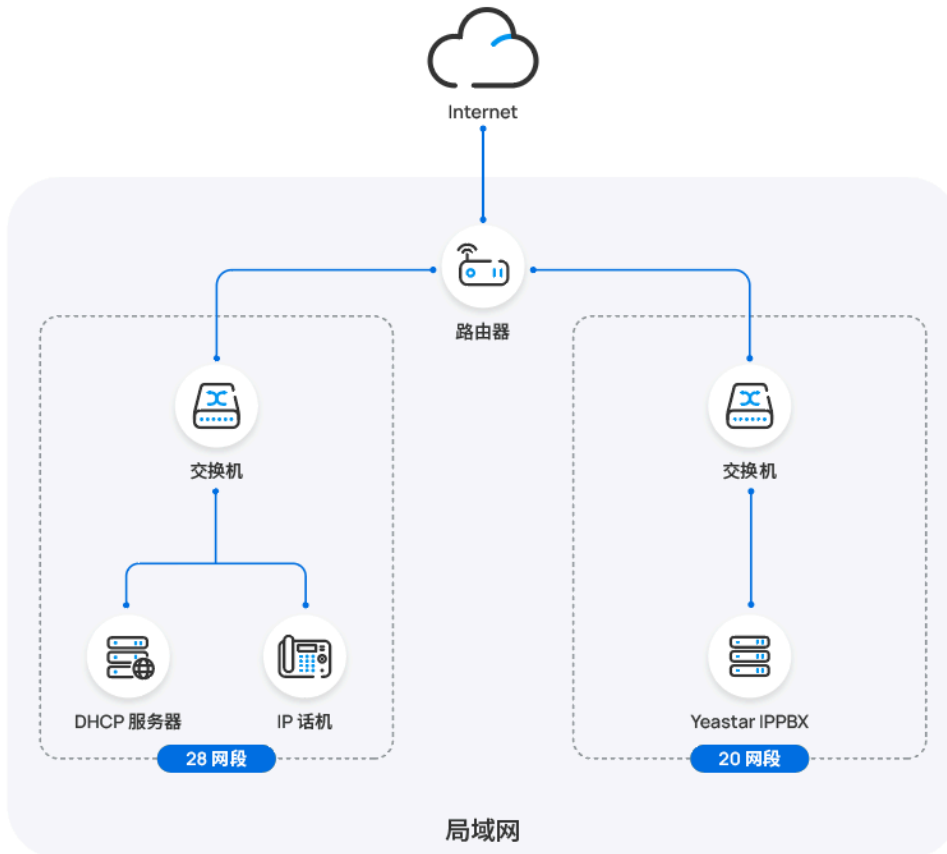 Internet
路由器
交换机
交换机
DHCP 服务器
IP 话机
Yeastar IPPBX
28 网段
20 网段
局域网